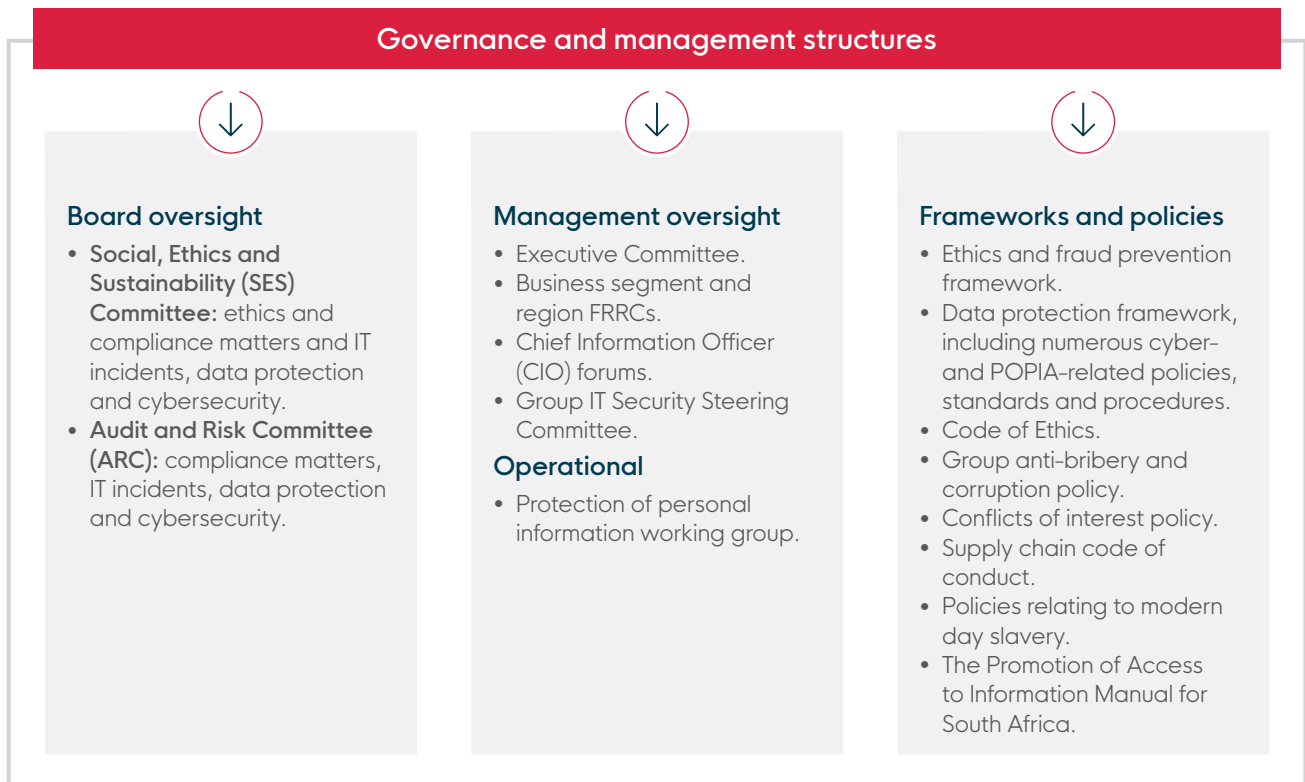 Governance and management structures
Board oversight
• Social, Ethics and
Sustainability (SES)
Committee: ethics and
compliance matters and IT
incidents, data protection
and cybersecurity.
• Audit and Risk Committee
(ARC): compliance matters,
IT incidents, data protection
and cybersecurity.
Management oversight
• Executive Committee.
• Business segment and
region FRRCs.
• Chief Information Officer
(CIO) forums.
• Group IT Security Steering
Committee.
Operational
• Protection of personal
information working group.
Frameworks and policies
• Ethics and fraud prevention
framework.
• Data protection framework,
including numerous cyber-
and POPIA-related policies,
standards and procedures.
• Code of Ethics.
• Group anti-bribery and
corruption policy.
• Conflicts of interest policy.
• Supply chain code of
conduct.
• Policies relating to modern
day slavery.
• The Promotion of Access
to Information Manual for
South Africa.